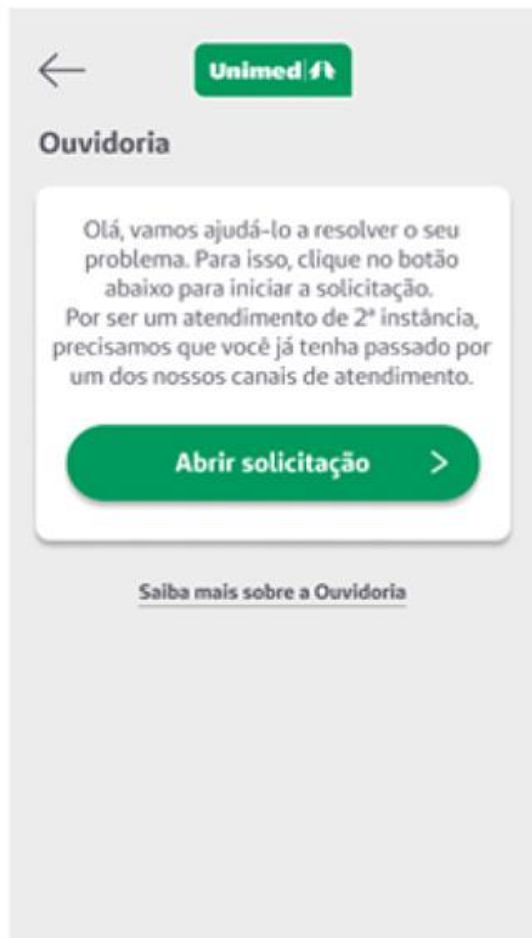 Unimed
Ouvidoria
Olá, vamos ajudá-lo a resolver o seu
problema. Para isso, clique no botão
abaixo para iniciar a solicitação.
Por ser um atendimento de 2ª instância,
precisamos que você já tenha passado por
um dos nossos canais de atendimento.
Abrir solicitação
Saiba mais sobre a Ouvidoria